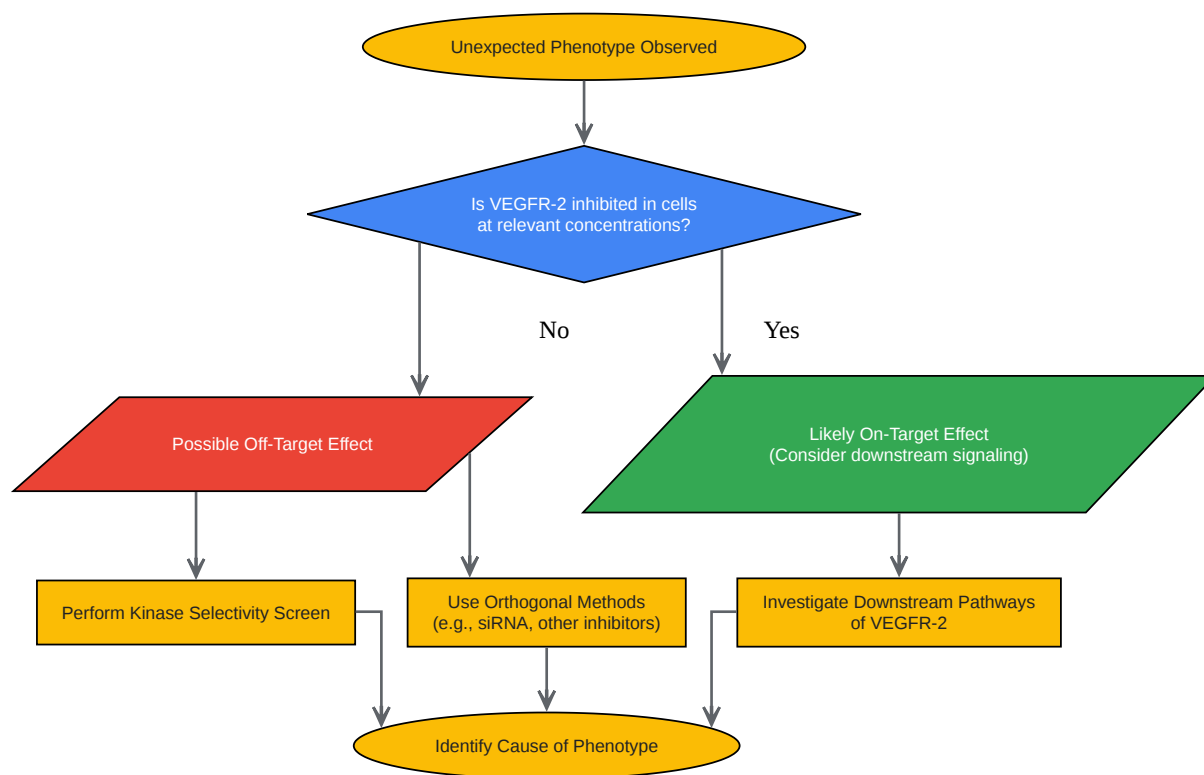 Unexpected Phenotype Observed
Is VEGFR-2 inhibited in cells
at relevant concentrations?
No
Yes
Possible Off-Target Effect
Likely On-Target Effect
(Consider downstream signaling)
Perform Kinase Selectivity Screen
Use Orthogonal Methods
(e.g., siRNA, other inhibitors)
Investigate Downstream Pathways
of VEGFR-2
Identify Cause of Phenotype